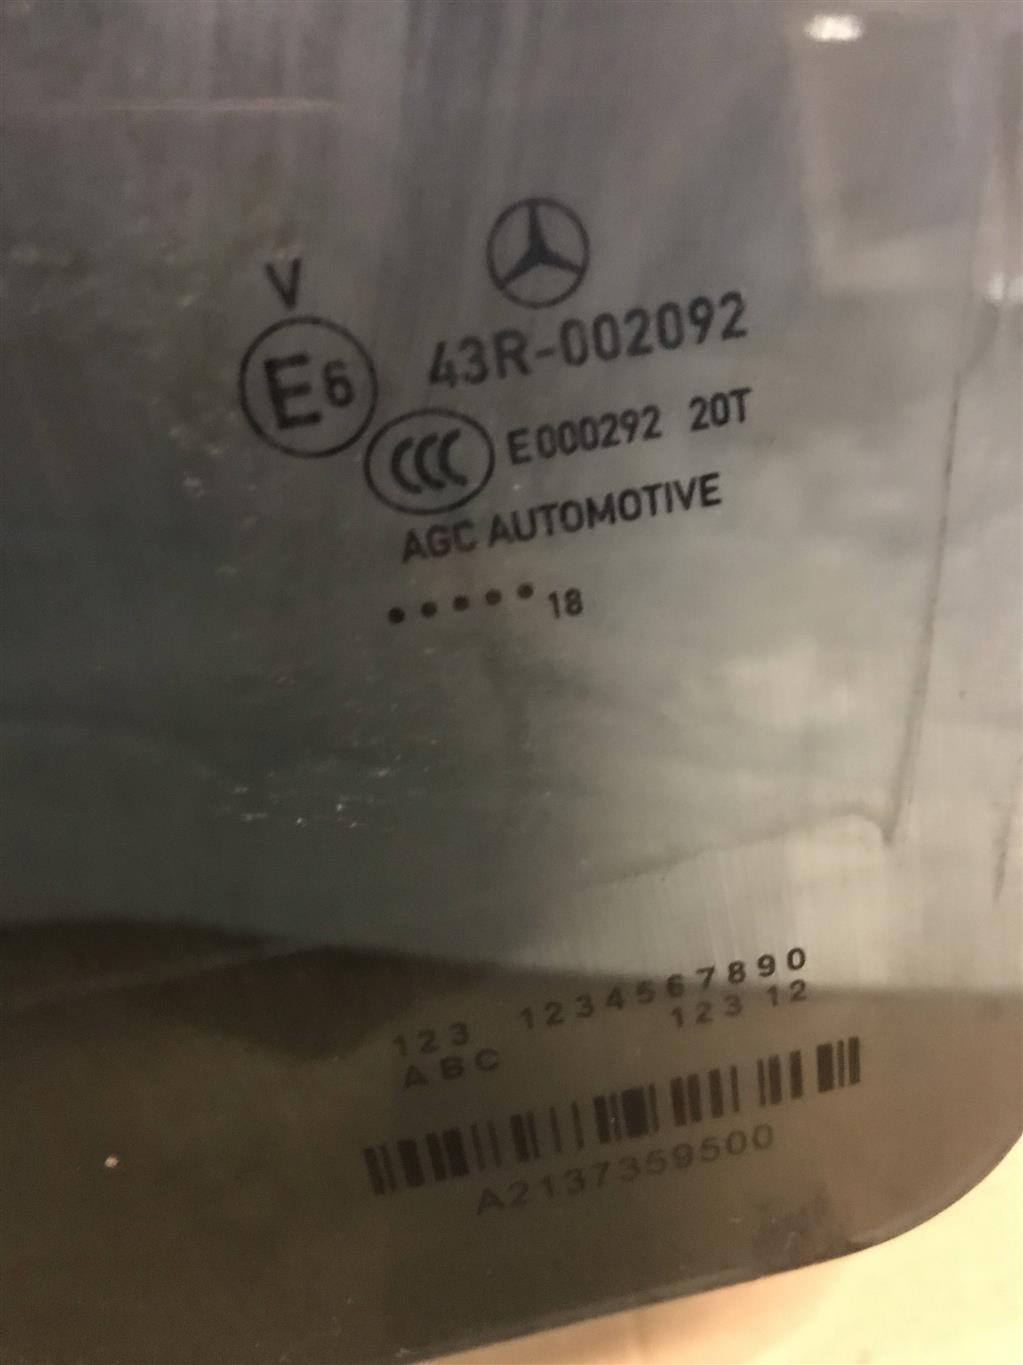 V
E6 43R-002092
CCC E000292 20T
AGC AUTOMOTIVE
•••••18
123 1234567890
ABC 123 12
A2137359500